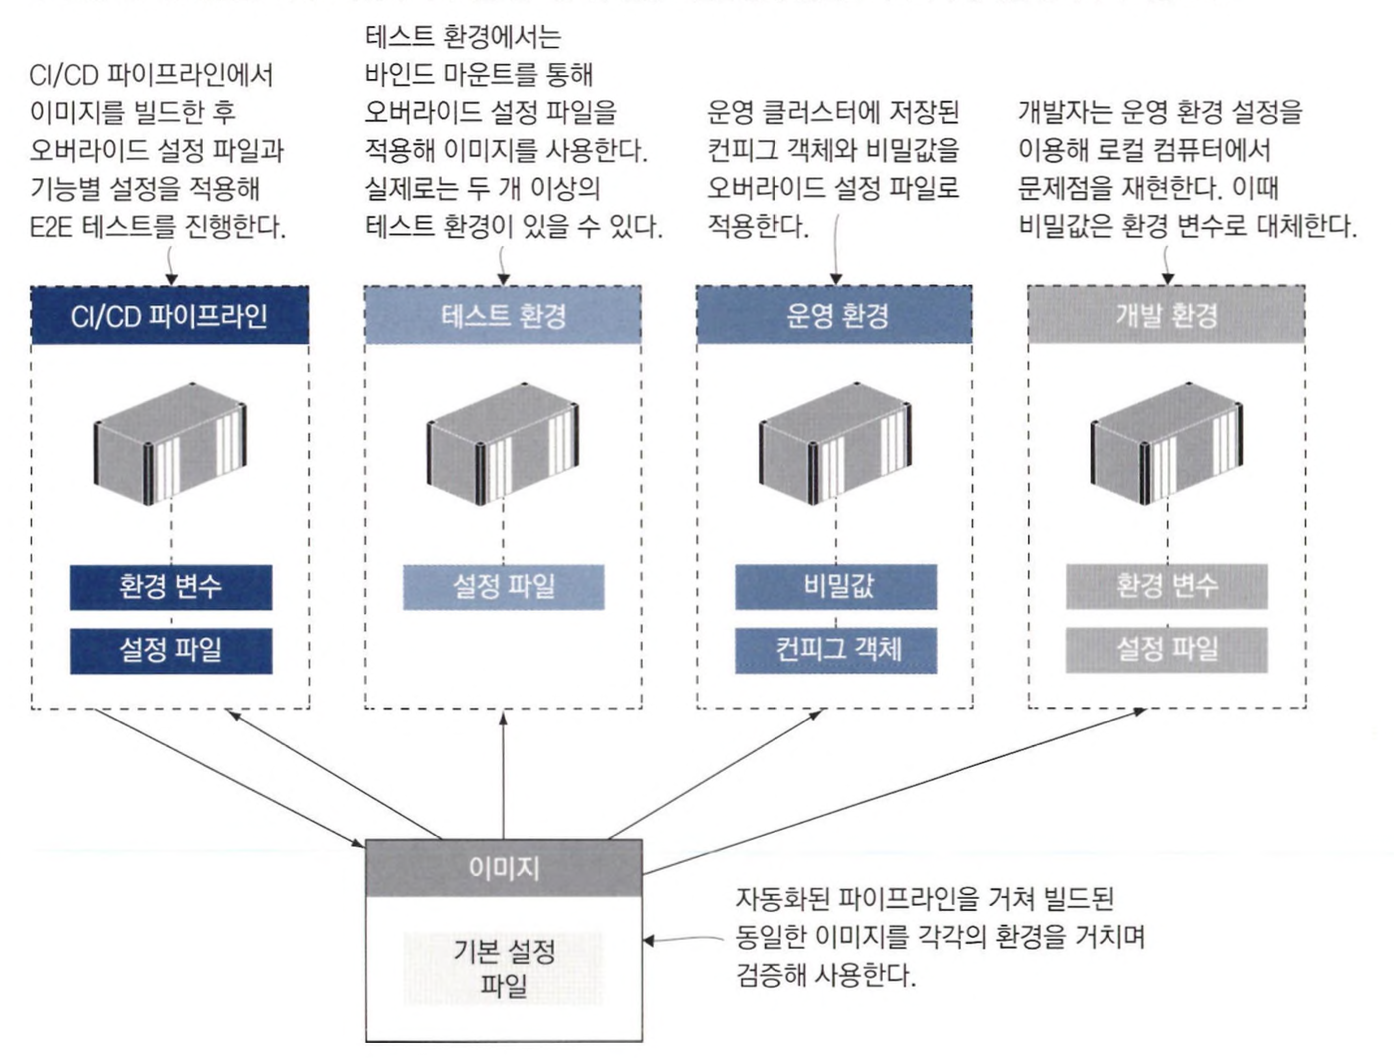 CI/CD 파이프라인에서
이미지를 빌드한 후
오버라이드 설정 파일과
기능별 설정을 적용해
E2E 테스트를 진행한다.
테스트 환경에서는
바인드 마운트를 통해
오버라이드 설정 파일을
적용해 이미지를 사용한다.
실제로는 두 개 이상의
테스트 환경이 있을 수 있다.
운영 클러스터에 저장된
컨피그 객체와 비밀값을
오버라이드 설정 파일로
적용한다.
개발자는 운영 환경 설정을
이용해 로컬 컴퓨터에서
문제점을 재현한다. 이때
비밀값은 환경 변수로 대체한다.
CI/CD 파이프라인
환경 변수
설정 파일
테스트 환경
설정 파일
운영 환경
비밀값
컨피그 객체
개발 환경
환경 변수
설정 파일
이미지
기본 설정
파일
자동화된 파이프라인을 거쳐 빌드된
동일한 이미지를 각각의 환경을 거치며
검증해 사용한다.